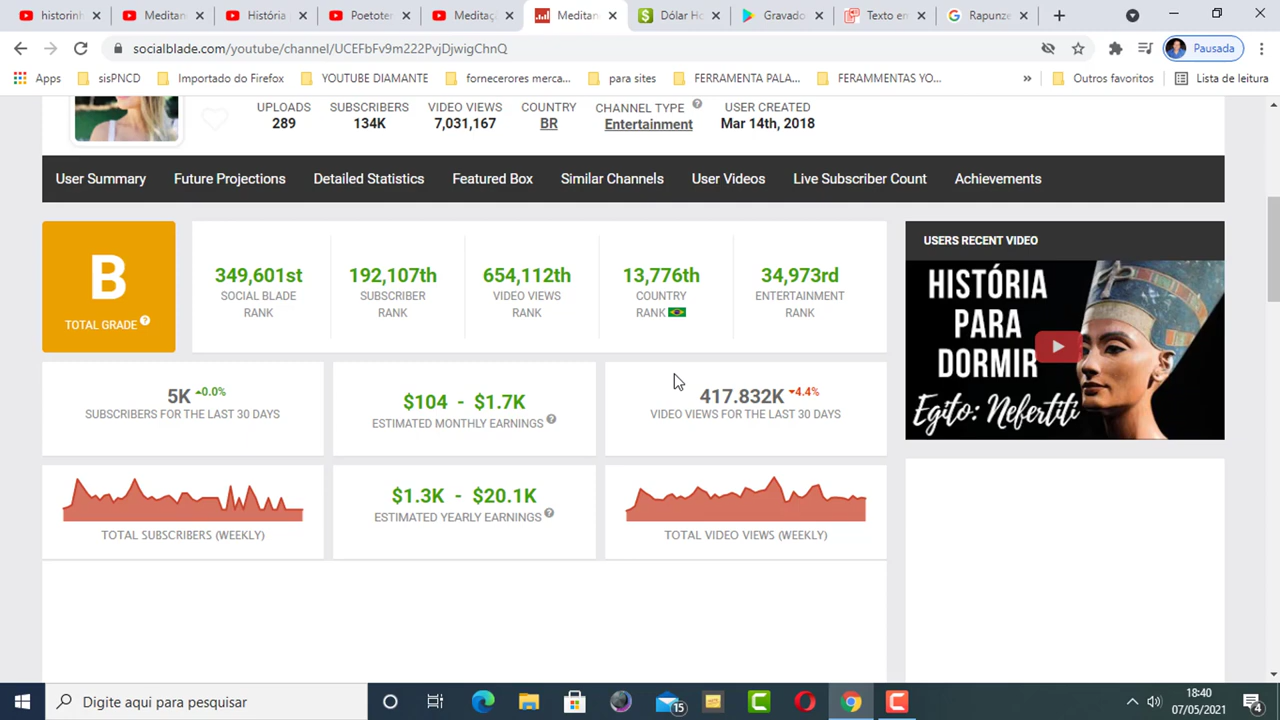 historinh
Meditan
História
Poetoter
Meditaç
Meditan
Dólar Ho
Gravado
Texto em
Rapunze
socialblade.com/youtube/channel/UCEFbFv9m222PvjDjwigChnQ
Pausada
Apps
sisPNCD
Importado do Firefox
YOUTUBE DIAMANTE
fornecerores merca...
para sites
FERRAMENTA PALA...
FERAMMENTAS YO...
»
Outros favoritos
Lista de leitura
UPLOADS
289
SUBSCRIBERS
134K
VIDEO VIEWS
7,031,167
COUNTRY
BR
CHANNEL TYPE ?
Entertainment
USER CREATED
Mar 14th, 2018
User Summary
Future Projections
Detailed Statistics
Featured Box
Similar Channels
User Videos
Live Subscriber Count
Achievements
B
TOTAL GRADE ?
349,601st
SOCIAL BLADE
RANK
192,107th
SUBSCRIBER
RANK
654,112th
VIDEO VIEWS
RANK
13,776th
COUNTRY
RANK
34,973rd
ENTERTAINMENT
RANK
USERS RECENT VIDEO
HISTÓRIA
PARA
DORMIR
Egito: Nefertiti
5K 0.0%
SUBSCRIBERS FOR THE LAST 30 DAYS
$104 - $1.7K
ESTIMATED MONTHLY EARNINGS ?
417.832K 4.4%
VIDEO VIEWS FOR THE LAST 30 DAYS
TOTAL SUBSCRIBERS (WEEKLY)
$1.3K - $20.1K
ESTIMATED YEARLY EARNINGS ?
TOTAL VIDEO VIEWS (WEEKLY)
Digite aqui para pesquisar
15
18:40
07/05/2021
4